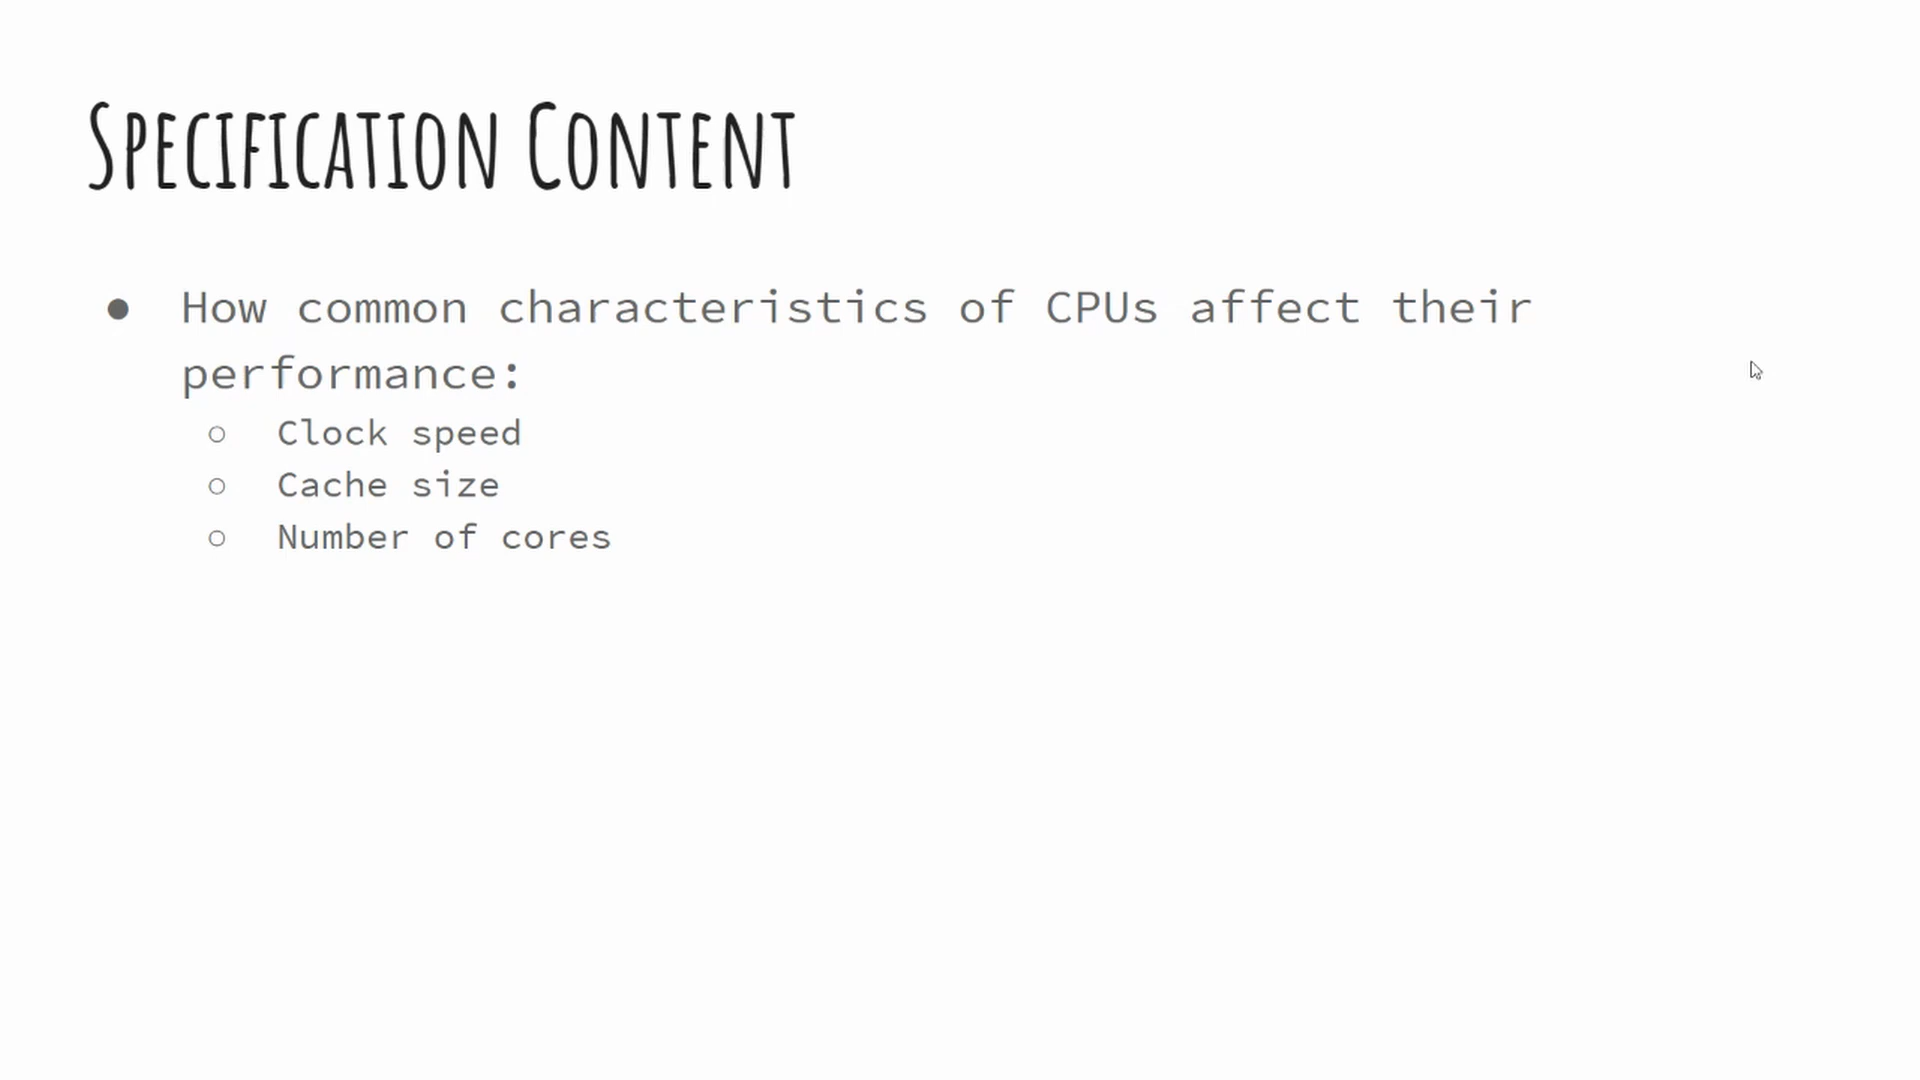 Specification Content
● How common characteristics of CPUs affect their
performance:
○ Clock speed
○ Cache size
○ Number of cores